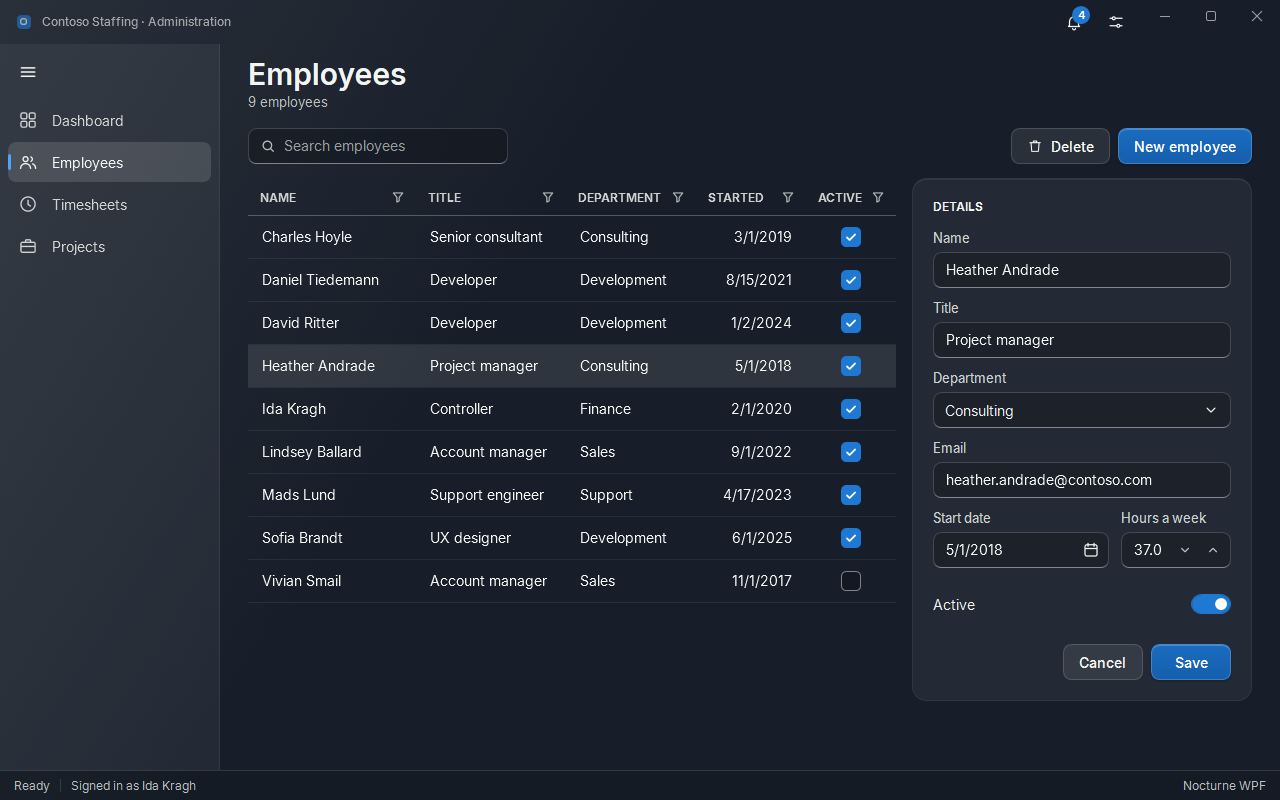 Contoso Staffing · Administration
4
Dashboard
Employees
Timesheets
Projects
Employees
9 employees
Search employees
Delete
New employee
NAME TITLE DEPARTMENT STARTED ACTIVE
Charles Hoyle Senior consultant Consulting 3/1/2019
Daniel Tiedemann Developer Development 8/15/2021
David Ritter Developer Development 1/2/2024
Heather Andrade Project manager Consulting 5/1/2018
Ida Kragh Controller Finance 2/1/2020
Lindsey Ballard Account manager Sales 9/1/2022
Mads Lund Support engineer Support 4/17/2023
Sofia Brandt UX designer Development 6/1/2025
Vivian Smail Account manager Sales 11/1/2017
DETAILS
Name
Heather Andrade
Title
Project manager
Department
Consulting
Email
heather.andrade@contoso.com
Start date Hours a week
5/1/2018 37.0
Active
Cancel Save
Ready Signed in as Ida Kragh Nocturne WPF